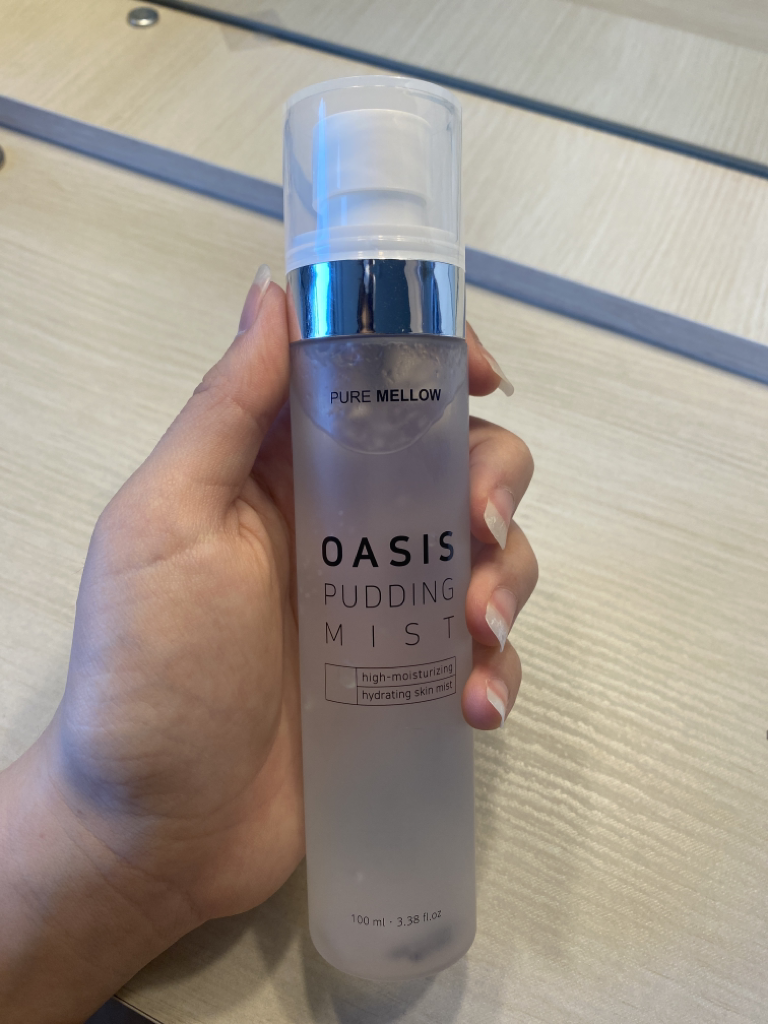 PURE MELLOW
OASIS
PUDDING
MIST
high-moisturizing
hydrating skin mist
100 ml · 3.38 fl.oz